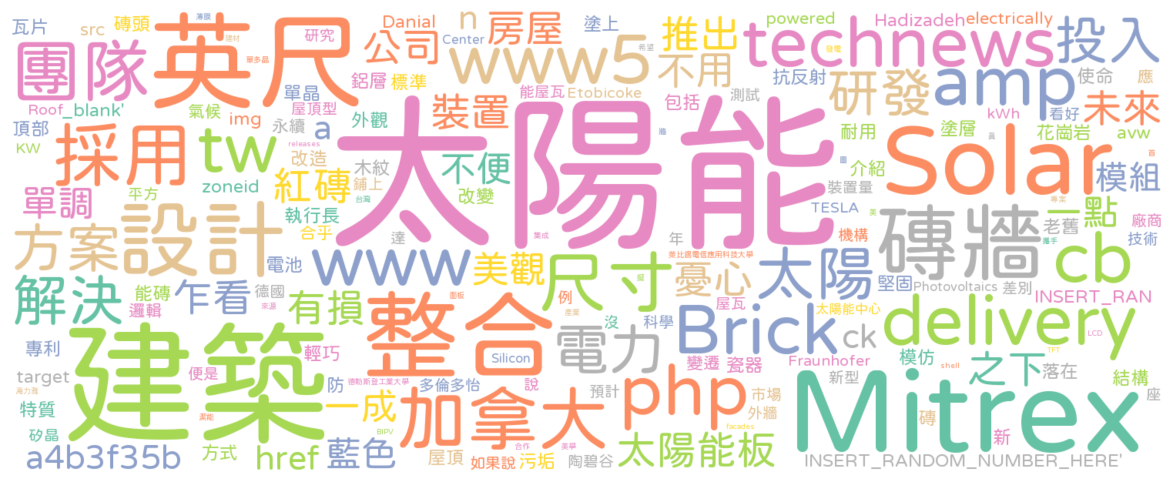 瓦片 src 磚頭 團隊 英尺 研究 公司 Danial n Center 房屋 塗上 推出 powered Hadizadeh electrically 投入
www5 不用 technews 抗反射 amp 使命 應
Roof _blank' img 氣候 單晶 鋁層 標準 能屋瓦 Etobicoke 包括 測試 研發 kWh 看好 未來
頂部 KW 採用 tw 永續 a 屋頂型 外觀 裝置 太陽能 耐用 塗層 花崗岩 avw
zoneid 改造 木紋 不便 介紹 Solar 模組
單調 平方 紅磚 鋪上 改變 裝置量 一點 廠商
執行長 台灣 TESLA 老舊 技術
方案 設計 合乎 達 集成 年 機構 磚牆 cb
解決 電池 www 美觀 尺寸 憂心 太陽 堅固 Photovoltaics 差別
能磚 邏輯 乍看 德國 有損 例 屋瓦 太陽能中心 INSERT_RAN
建築 整合 面板 沒 科學 Brick ck delivery LCD
專利 輕巧 Silicon 電力 變遷 瓷器 Fraunhofer 模仿 之下 落在
target 便是 防 多倫多怡 說 預計 php 新型 shell 結構
特質 一成 加拿大 市場 外牆 磚 Mitrex 新 座
矽晶 BIPV facades
a4b3f35b 方式 href 藍色 屋頂 如果說 合作 污垢 美學 陶碧谷 太陽能板 INSERT_RANDOM_NUMBER_HERE'